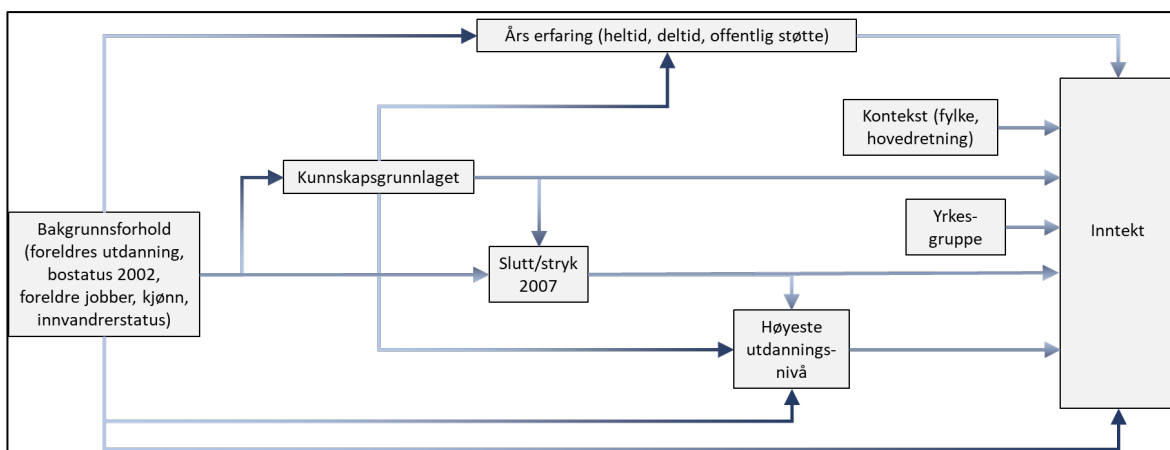 Års erfaring (heltid, deltid, offentlig støtte)
Kontekst (fylke,
hovedretning)
Kunnskapsgrunnlaget
Bakgrunnsforhold
(foreldres utdanning,
bostatus 2002,
foreldre jobber, kjønn,
innvandrerstatus)
Yrkes-
gruppe
Inntekt
Slutt/stryk
2007
Høyeste
utdannings-
nivå